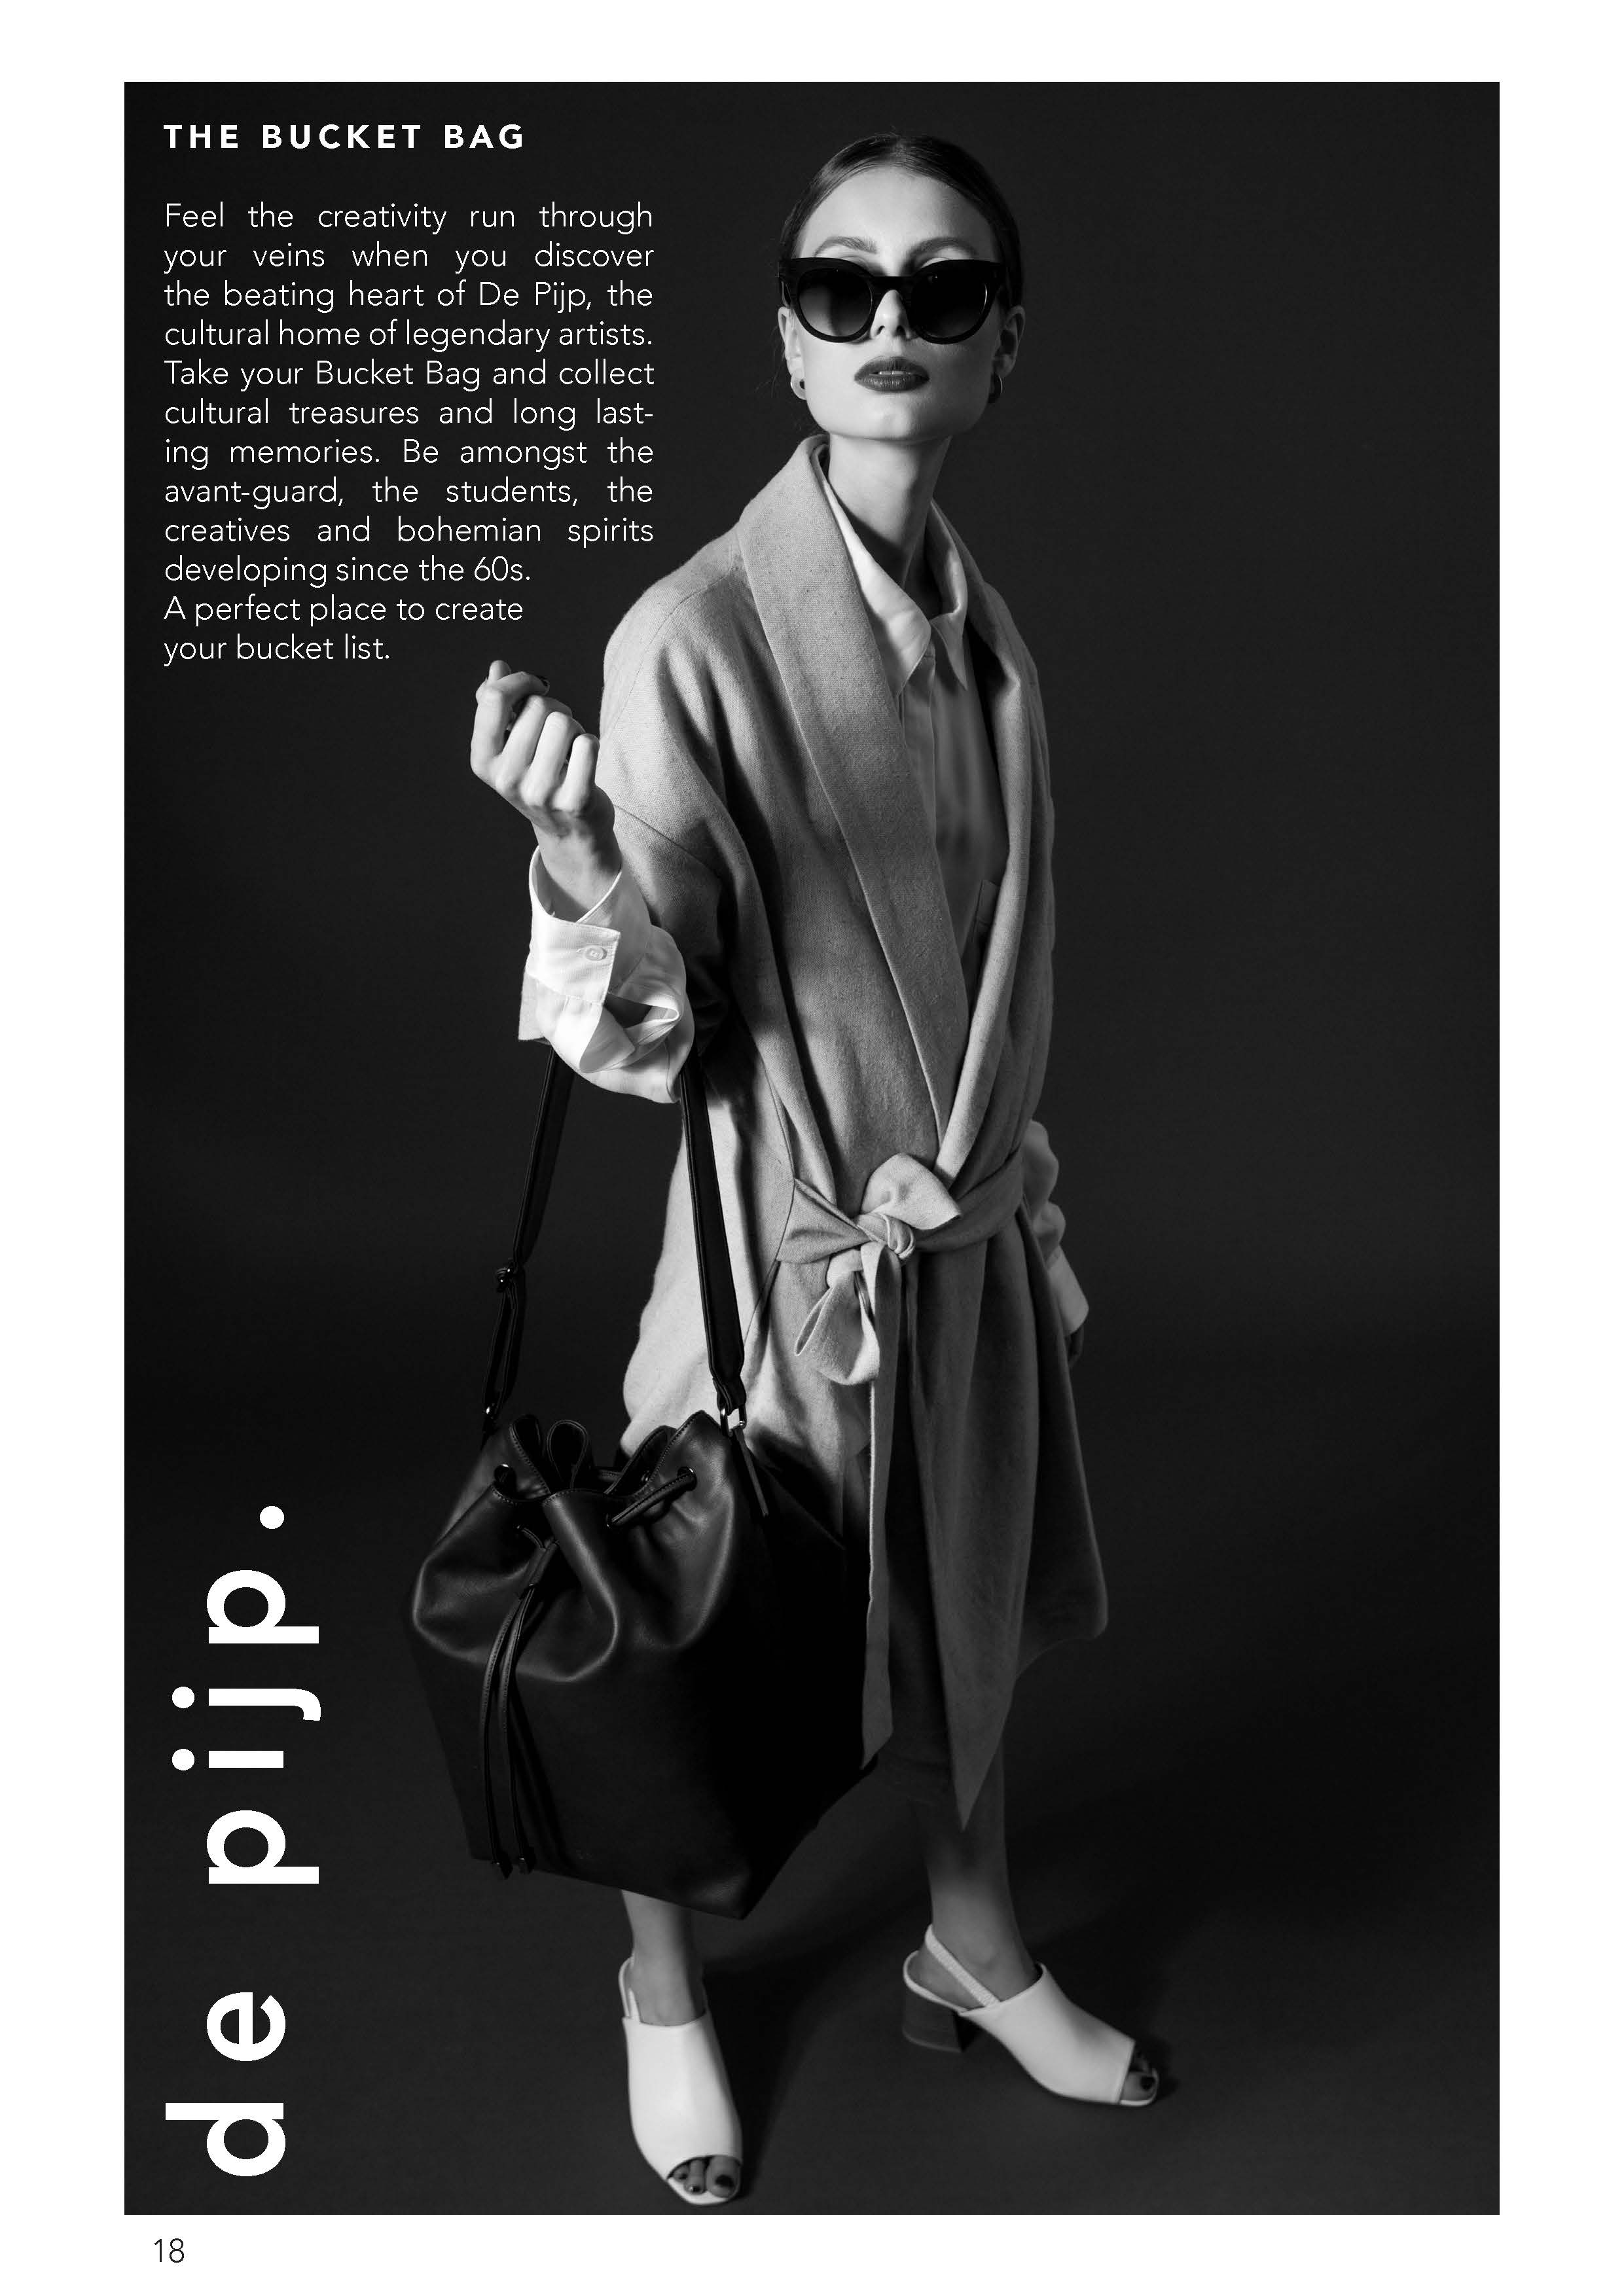 THE BUCKET BAG
Feel the creativity run through
your veins when you discover
the beating heart of De Pijp, the
cultural home of legendary artists.
Take your Bucket Bag and collect
cultural treasures and long last-
ing memories. Be amongst the
avant-guard, the students, the
creatives and bohemian spirits
developing since the 60s.
A perfect place to create
your bucket list.
de pijp.
18